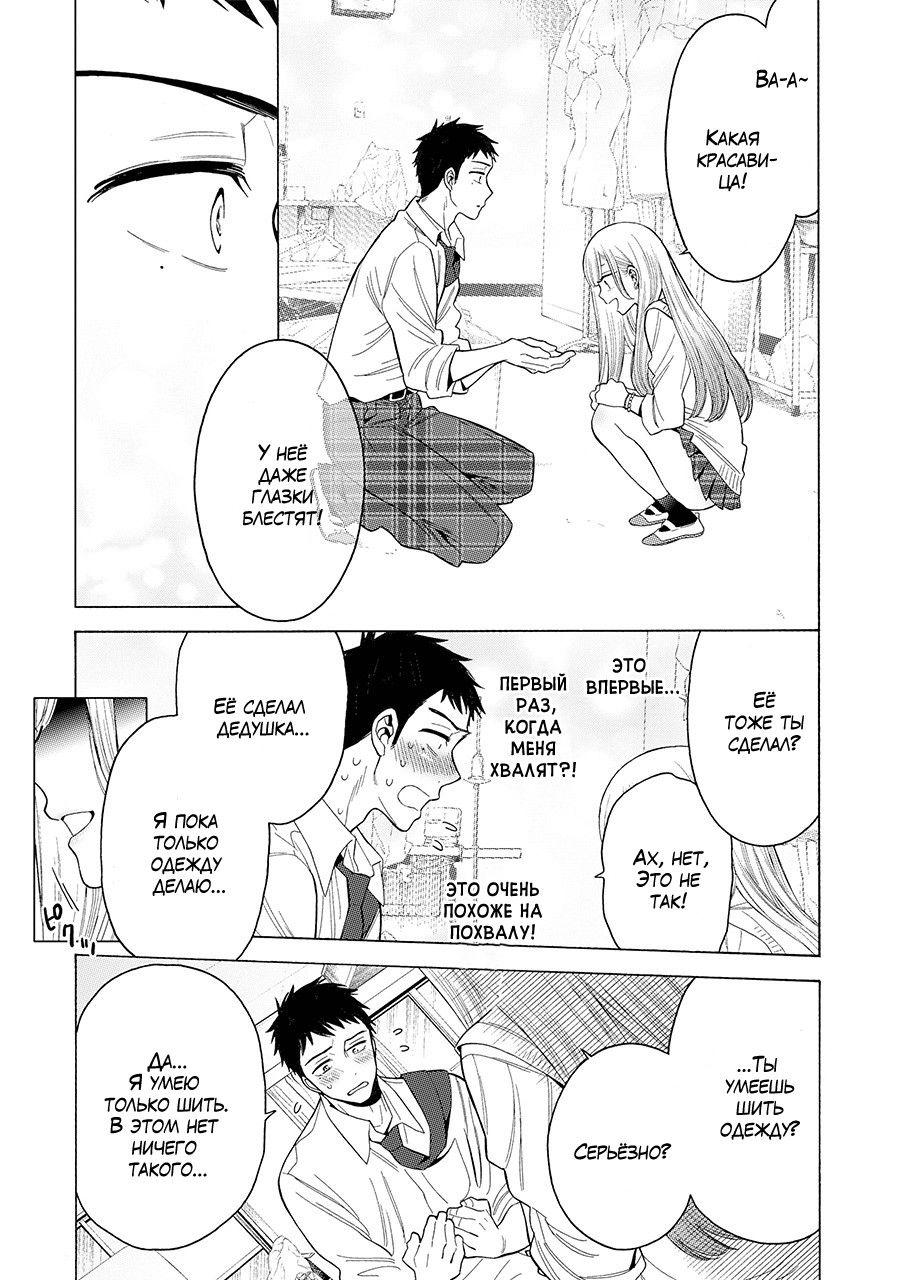 Ва-а~
Какая
красави-
ца!
У неё
даже
глазки
блестят!
Её
тоже ты
сделал?
Ах, нет,
Это не
так!
Это
впервые...
Первый
раз,
когда
меня
хвалят?!
Это очень
похоже на
похвалу!
Её сделал
дедушка...
Я пока
только
одежду
делаю...
Ты
умеешь
шить
одежду?
Серьёзно?
Да...
Я умею
только шить.
В этом нет
ничего
такого...